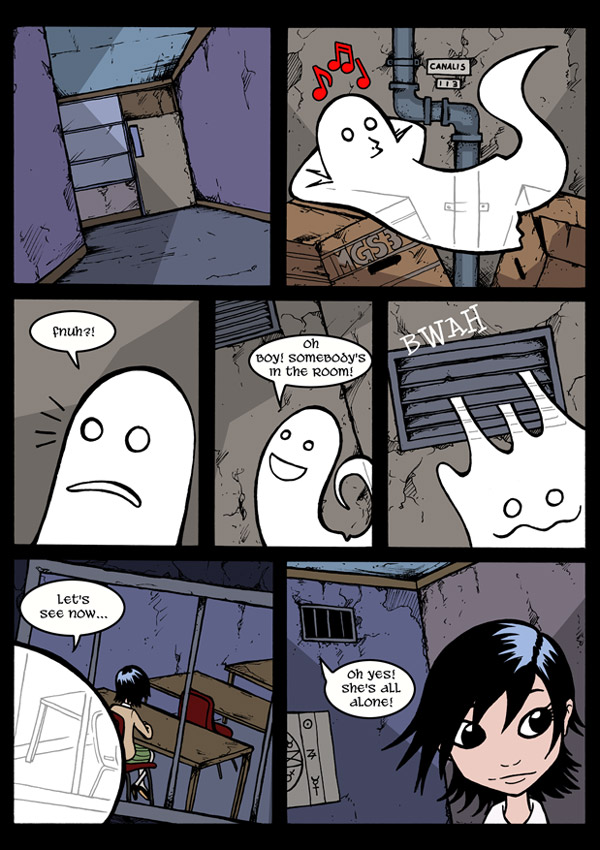 CANALIS
113
MGS3
fnuh?!
oh
boy! somebody's
in the room!
BWAH
Let's
see now...
oh yes!
she's all
alone!